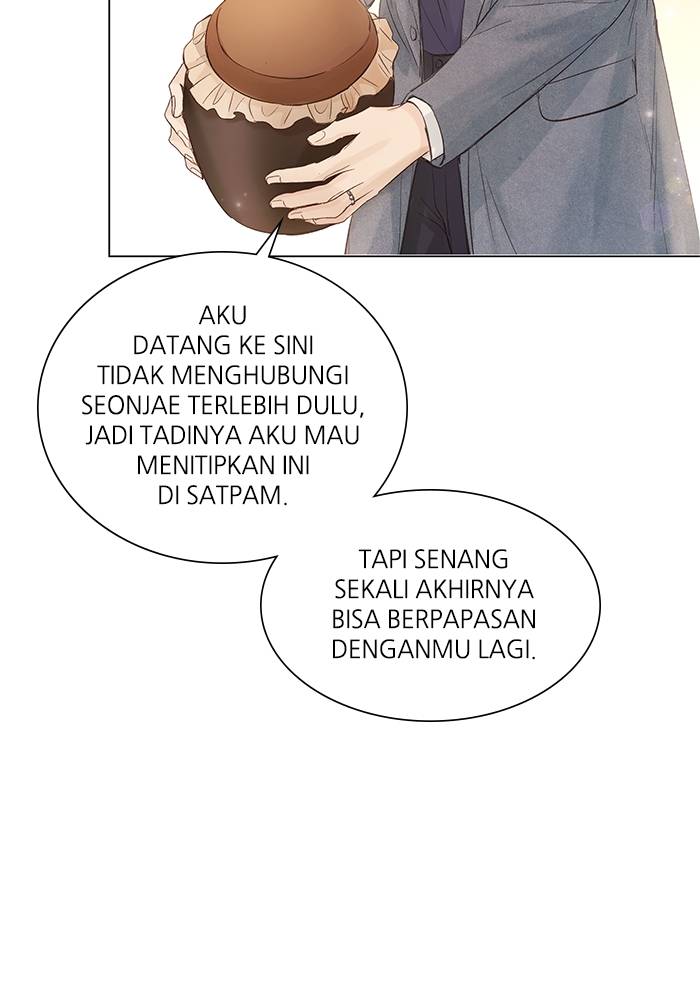 AKU
DATANG KE SINI
TIDAK MENGHUBUNGI
SEONJAE TERLEBIH DULU,
JADI TADINYA AKU MAU
MENITIPKAN INI
DI SATPAM.
TAPI SENANG
SEKALI AKHIRNYA
BISA BERPAPASAN
DENGANMU LAGI.